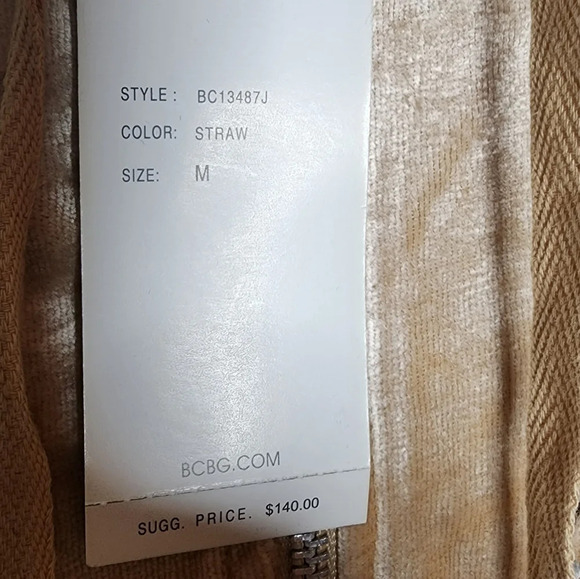 STYLE : BC13487J
COLOR: STRAW
SIZE: M
BCBG.COM
SUGG. PRICE. $140.00